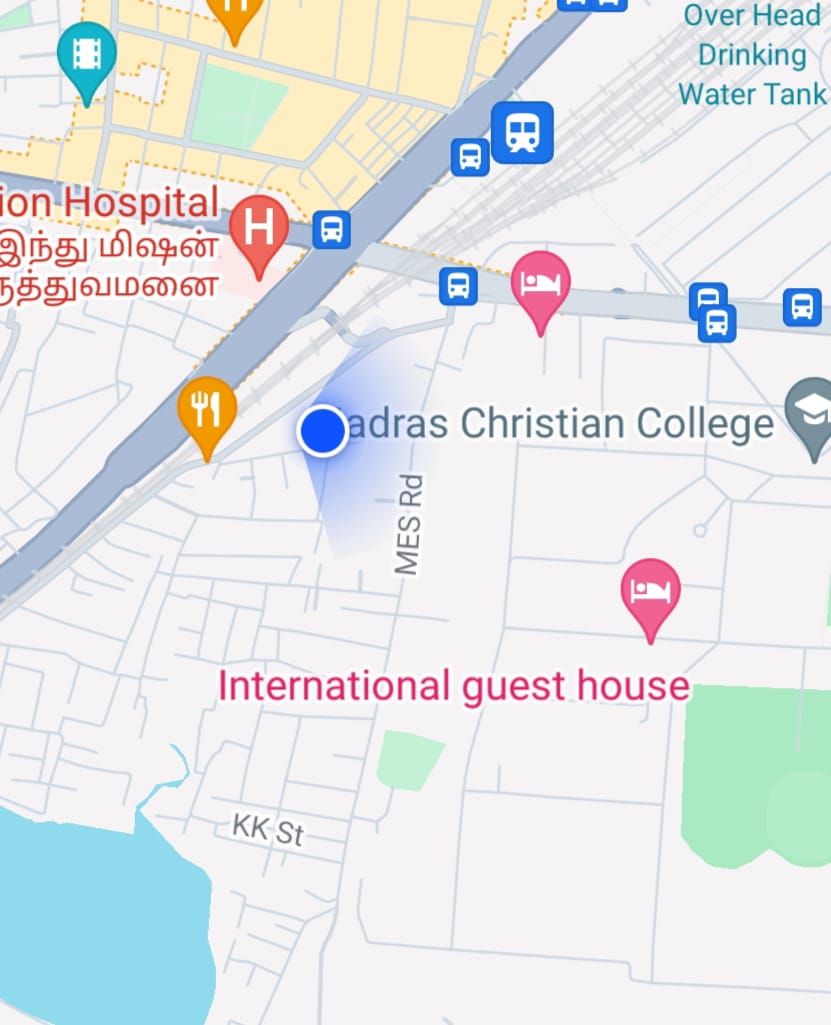 Over Head
Drinking
Water Tank
ion Hospital
இந்து மிஷன்
ருத்துவமனை
H
adras Christian College
MES Rd
International guest house
KK St